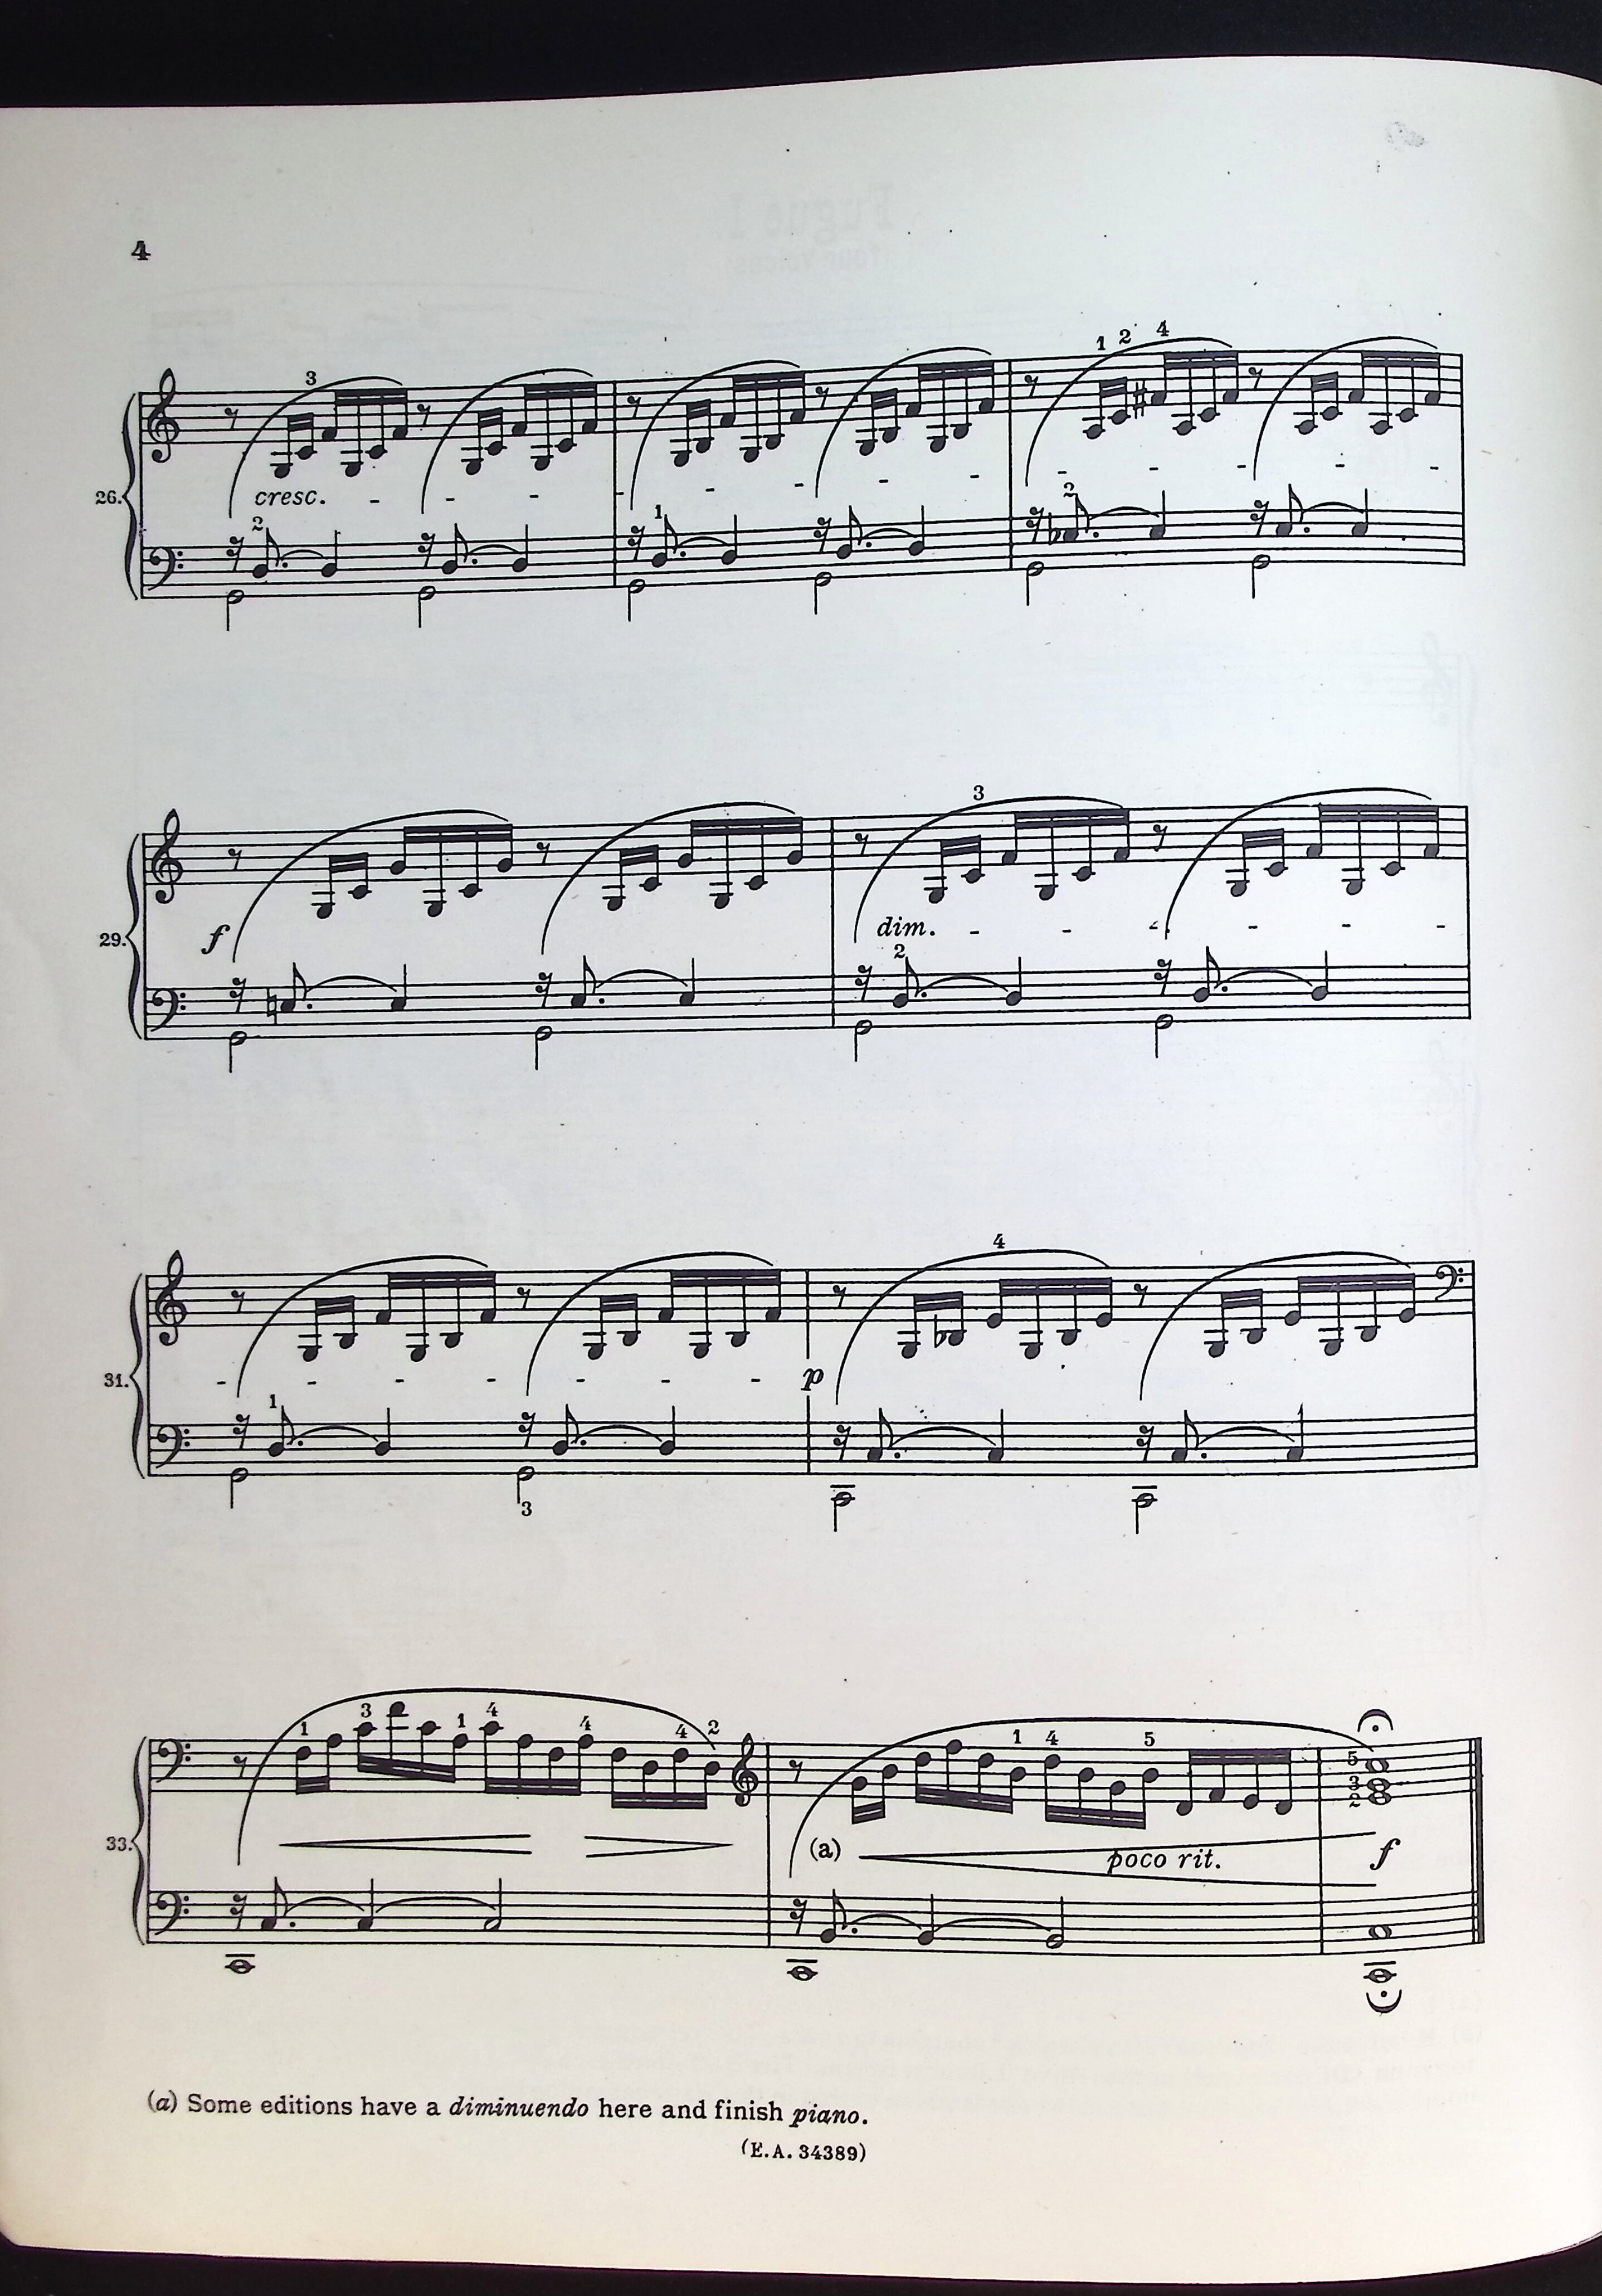 4
3
1 2 4
26.
cresc.
2
1
2
3
29.
f
dim.
2
4
31.
p
1
3
1 3 1 4 4 4 2
1 4 5
5
3
2
33.
(a)
poco rit.
f
(a) Some editions have a diminuendo here and finish piano.
(E.A. 34389)